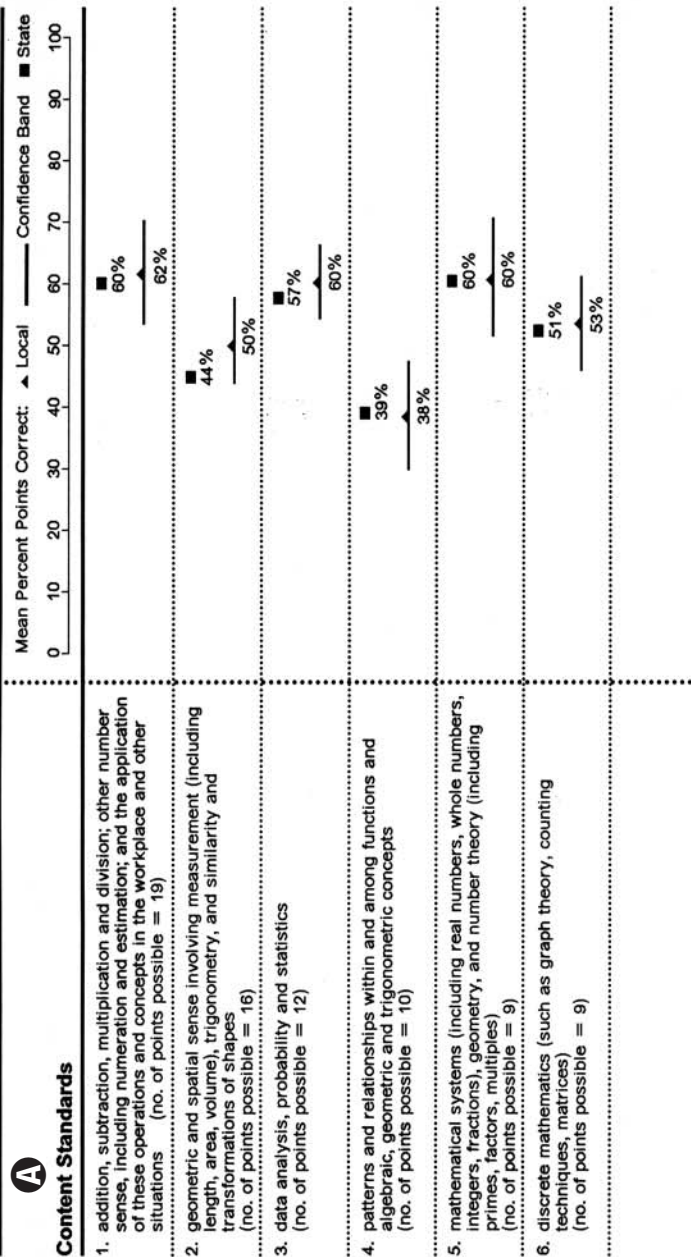 A
Content Standards
Mean Percent Points Correct: ▲ Local — Confidence Band ■ State
0 10 20 30 40 50 60 70 80 90 100
1. addition, subtraction, multiplication and division; other number
sense, including numeration and estimation; and the application
of these operations and concepts in the workplace and other
situations (no. of points possible = 19)
60%
62%
2. geometric and spatial sense involving measurement (including
length, area, volume), trigonometry, and similarity and
transformations of shapes
(no. of points possible = 16)
44%
50%
3. data analysis, probability and statistics
(no. of points possible = 12)
57%
60%
4. patterns and relationships within and among functions and
algebraic, geometric and trigonometric concepts
(no. of points possible = 10)
39%
38%
5. mathematical systems (including real numbers, whole numbers,
integers, fractions), geometry, and number theory (including
primes, factors, multiples)
(no. of points possible = 9)
60%
60%
6. discrete mathematics (such as graph theory, counting
techniques, matrices)
(no. of points possible = 9)
51%
53%